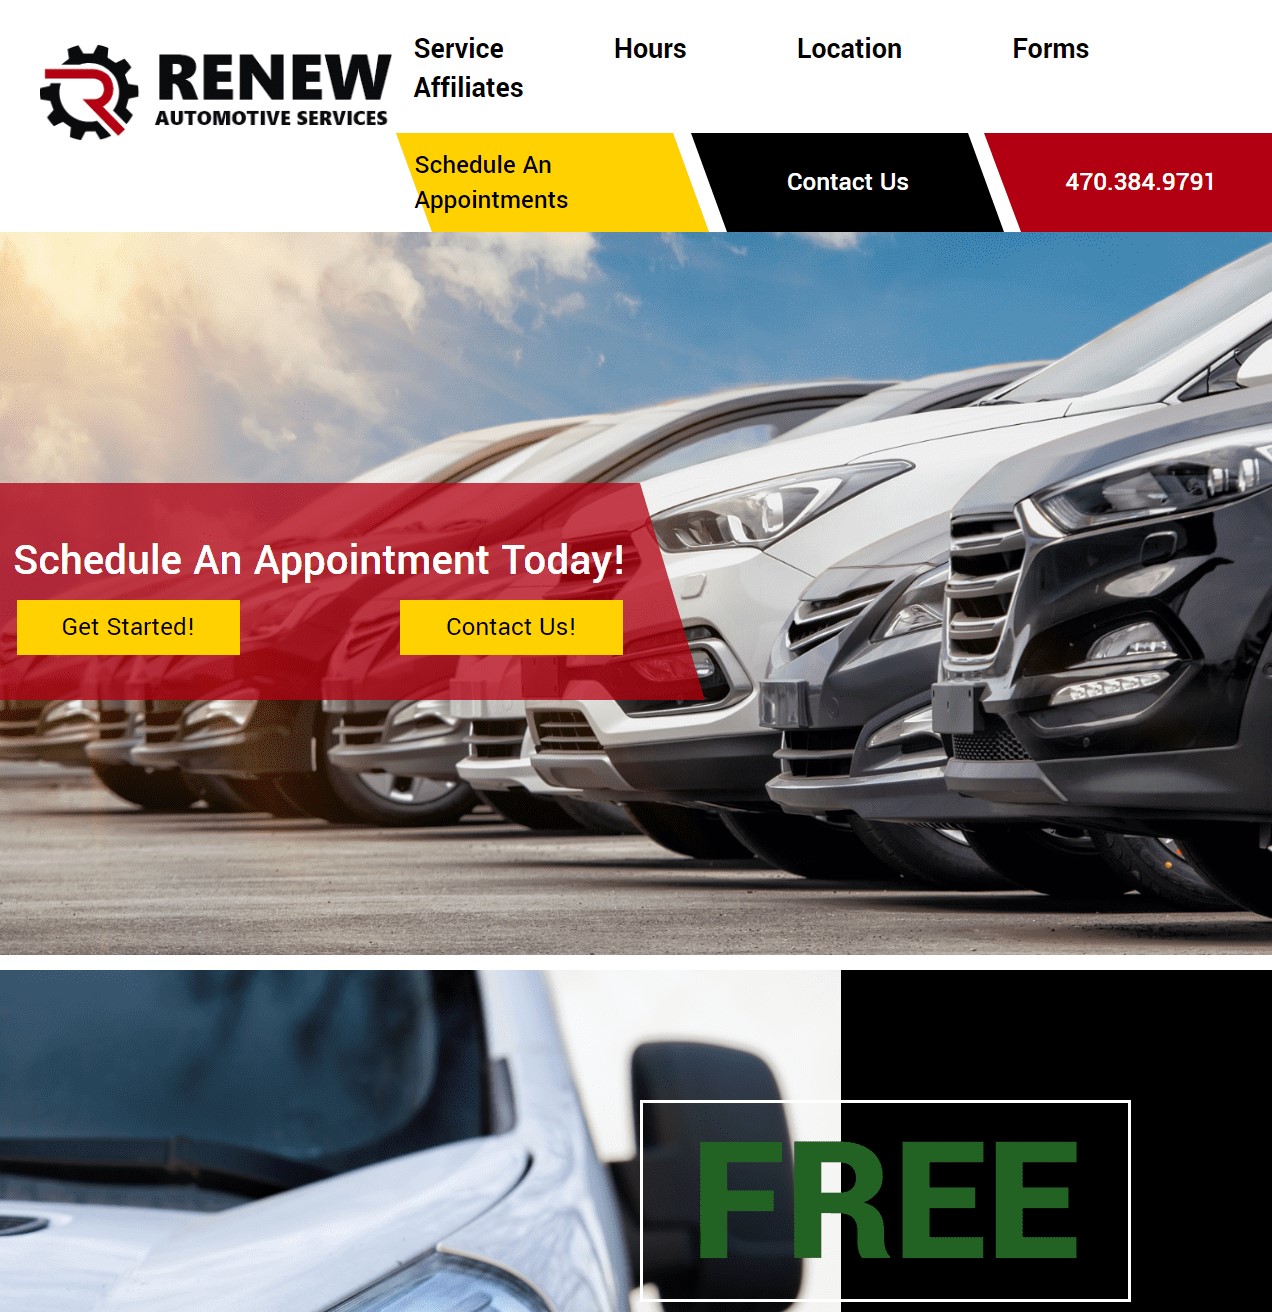 RENEW
AUTOMOTIVE SERVICES
Service Hours Location Forms
Affiliates
Schedule An
Appointments
Contact Us
470.384.9791
Schedule An Appointment Today!
Get Started! Contact Us!
FREE